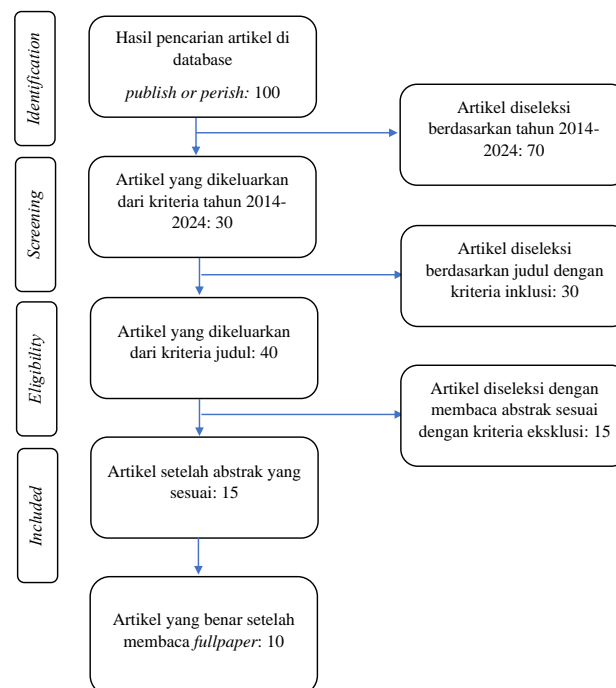 Identification
Hasil pencarian artikel di
database
publish or perish: 100
Artikel diseleksi
berdasarkan tahun 2014-
2024: 70
Screening
Artikel yang dikeluarkan
dari kriteria tahun 2014-
2024: 30
Artikel diseleksi
berdasarkan judul dengan
kriteria inklusi: 30
Eligibility
Artikel yang dikeluarkan
dari kriteria judul: 40
Artikel diseleksi dengan
membaca abstrak sesuai
dengan kriteria eksklusi: 15
Included
Artikel setelah abstrak yang
sesuai: 15
Artikel yang benar setelah
membaca fullpaper: 10